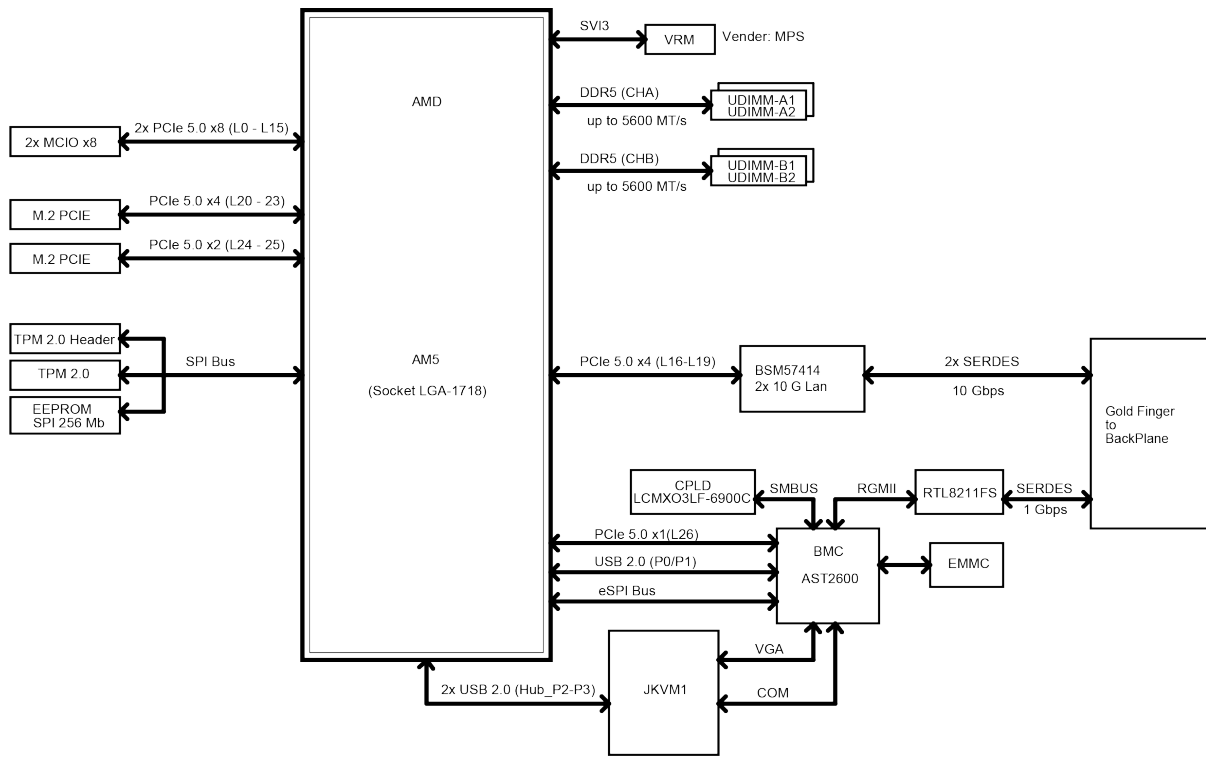 SVI3
VRM
Vender: MPS
AMD
DDR5 (CHA)
up to 5600 MT/s
UDIMM-A1
UDIMM-A2
2x PCIe 5.0 x8 (L0 - L15)
2x MCIO x8
DDR5 (CHB)
up to 5600 MT/s
UDIMM-B1
UDIMM-B2
PCIe 5.0 x4 (L20 - 23)
M.2 PCIE
PCIe 5.0 x2 (L24 - 25)
M.2 PCIE
TPM 2.0 Header
TPM 2.0
EEPROM
SPI 256 Mb
SPI Bus
AM5
(Socket LGA-1718)
PCIe 5.0 x4 (L16-L19)
BSM57414
2x 10 G Lan
2x SERDES
10 Gbps
Gold Finger
to
BackPlane
CPLD
LCMXO3LF-6900C
SMBUS
RGMII
RTL8211FS
SERDES
1 Gbps
PCIe 5.0 x1(L26)
USB 2.0 (P0/P1)
eSPI Bus
BMC
AST2600
EMMC
VGA
COM
JKVM1
2x USB 2.0 (Hub_P2-P3)